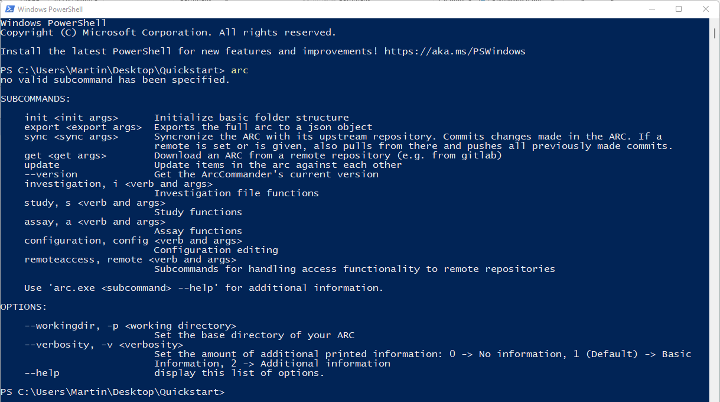 Windows PowerShell
Windows PowerShell
Copyright (C) Microsoft Corporation. All rights reserved.
Install the latest PowerShell for new features and improvements! https://aka.ms/PSWindows
PS C:\Users\Martin\Desktop\Quickstart> arc
no valid subcommand has been specified.
SUBCOMMANDS:
init <init args> Initialize basic folder structure
export <export args> Exports the full arc to a json object
sync <sync args> Syncronize the ARC with its upstream repository. Commits changes made in the ARC. If a
remote is set or is given, also pulls from there and pushes all previously made commits.
get <get args> Download an ARC from a remote repository (e.g. from gitlab)
update Update items in the arc against each other
--version Get the ArcCommander's current version
investigation, i <verb and args>
Investigation file functions
study, s <verb and args>
Study functions
assay, a <verb and args>
Assay functions
configuration, config <verb and args>
Configuration editing
remoteaccess, remote <verb and args>
Subcommands for handling access functionality to remote repositories
Use 'arc.exe <subcommand> --help' for additional information.
OPTIONS:
--workingdir, -p <working directory>
Set the base directory of your ARC
--verbosity, -v <verbosity>
Set the amount of additional printed information: 0 -> No information, 1 (Default) -> Basic
Information, 2 -> Additional information
--help display this list of options.
PS C:\Users\Martin\Desktop\Quickstart>